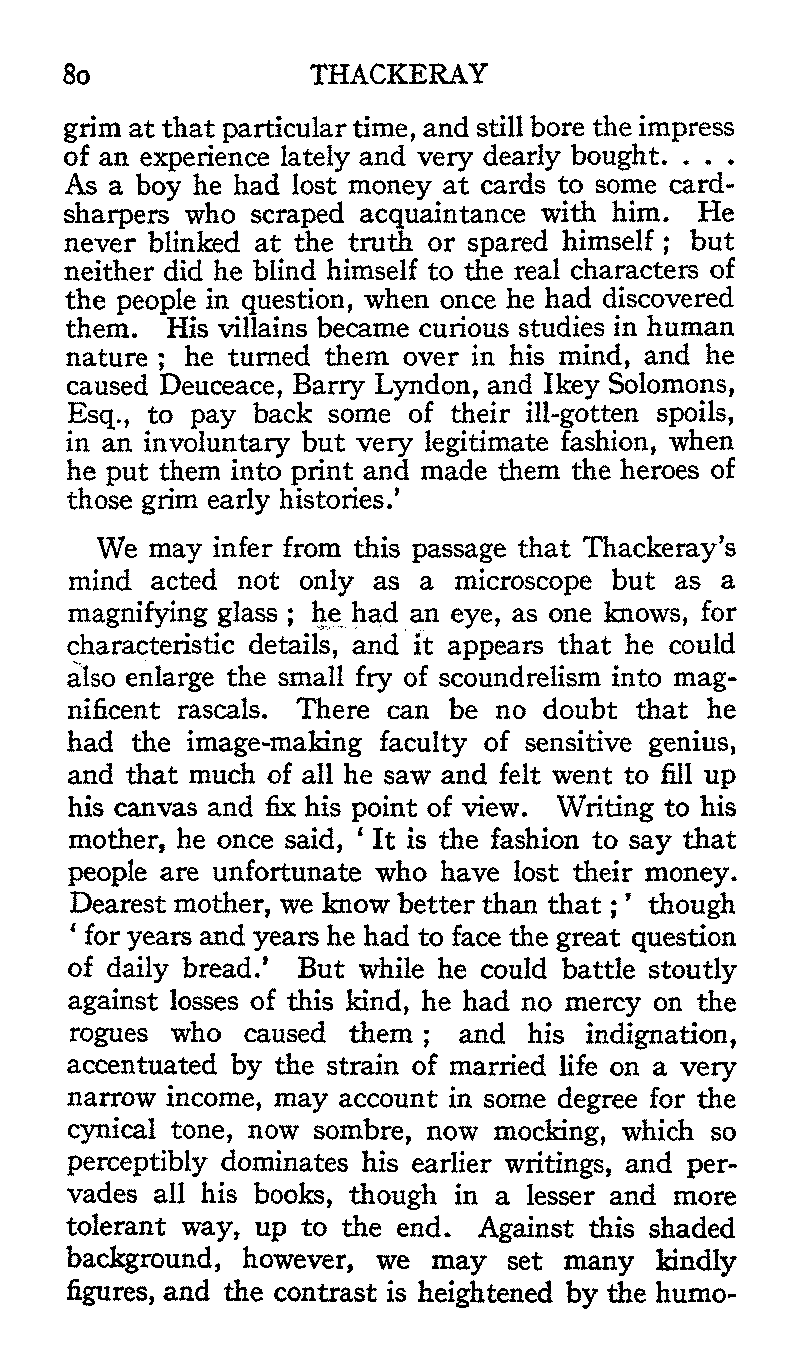 80 THACKERAY
grim at that particular time, and still bore the impress
of an experience lately and very dearly bought. . . .
As a boy he had lost money at cards to some card-
sharpers who scraped acquaintance with him. He
never blinked at the truth or spared himself ; but
neither did he blind himself to the real characters of
the people in question, when once he had discovered
them. His villains became curious studies in human
nature ; he turned them over in his mind, and he
caused Deuceace, Barry Lyndon, and Ikey Solomons,
Esq., to pay back some of their ill-gotten spoils,
in an involuntary but very legitimate fashion, when
he put them into print and made them the heroes of
those grim early histories.’
We may infer from this passage that Thackeray’s
mind acted not only as a microscope but as a
magnifying glass ; he had an eye, as one knows, for
characteristic details, and it appears that he could
also enlarge the small fry of scoundrelism into mag-
nificent rascals. There can be no doubt that he
had the image-making faculty of sensitive genius,
and that much of all he saw and felt went to fill up
his canvas and fix his point of view. Writing to his
mother, he once said, ‘ It is the fashion to say that
people are unfortunate who have lost their money.
Dearest mother, we know better than that ; ’ though
‘ for years and years he had to face the great question
of daily bread.’ But while he could battle stoutly
against losses of this kind, he had no mercy on the
rogues who caused them ; and his indignation,
accentuated by the strain of married life on a very
narrow income, may account in some degree for the
cynical tone, now sombre, now mocking, which so
perceptibly dominates his earlier writings, and per-
vades all his books, though in a lesser and more
tolerant way, up to the end. Against this shaded
background, however, we may set many kindly
figures, and the contrast is heightened by the humo-